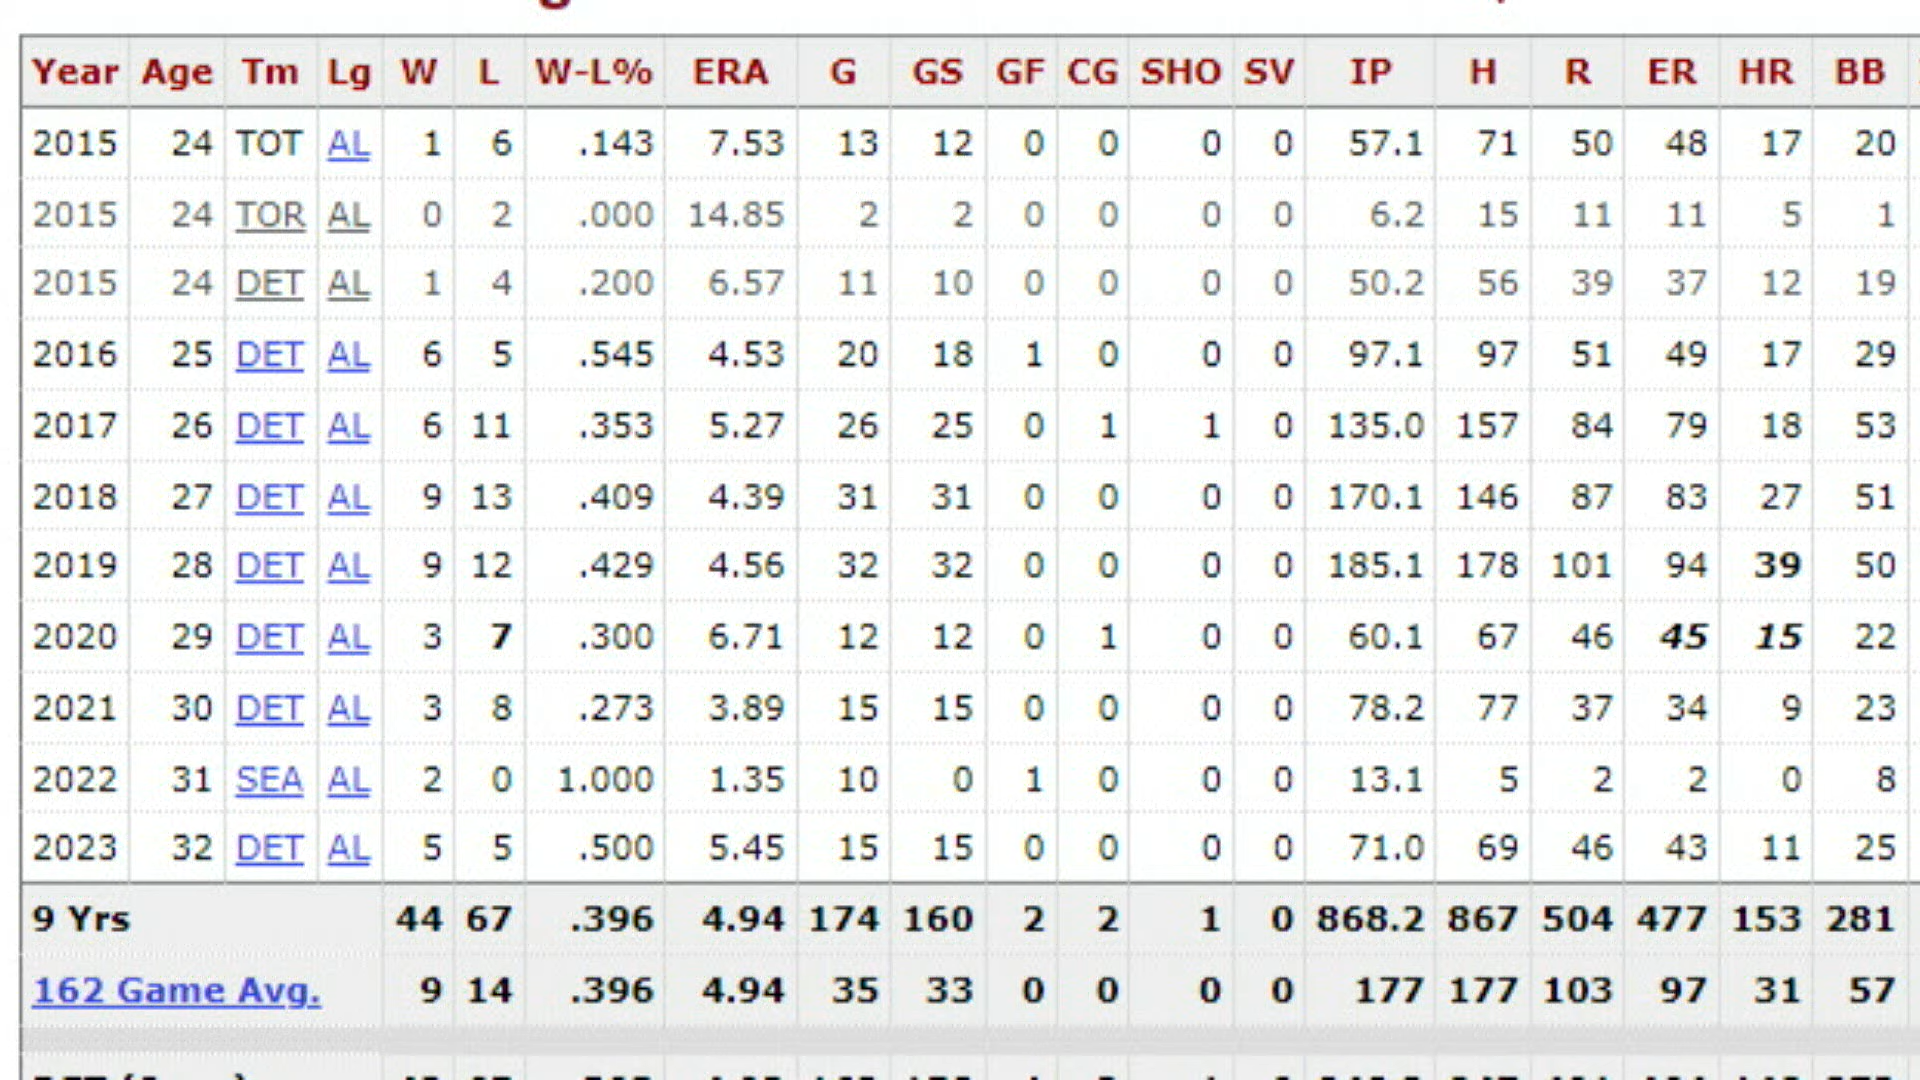 Year Age Tm Lg W L W-L% ERA G GS GF CG SHO SV IP H R ER HR BB
2015 24 TOT AL 1 6 .143 7.53 13 12 0 0 0 0 57.1 71 50 48 17 20
2015 24 TOR AL 0 2 .000 14.85 2 2 0 0 0 0 6.2 15 11 11 5 1
2015 24 DET AL 1 4 .200 6.57 11 10 0 0 0 0 50.2 56 39 37 12 19
2016 25 DET AL 6 5 .545 4.53 20 18 1 0 0 0 97.1 97 51 49 17 29
2017 26 DET AL 6 11 .353 5.27 26 25 0 1 1 0 135.0 157 84 79 18 53
2018 27 DET AL 9 13 .409 4.39 31 31 0 0 0 0 170.1 146 87 83 27 51
2019 28 DET AL 9 12 .429 4.56 32 32 0 0 0 0 185.1 178 101 94 39 50
2020 29 DET AL 3 7 .300 6.71 12 12 0 1 0 0 60.1 67 46 45 15 22
2021 30 DET AL 3 8 .273 3.89 15 15 0 0 0 0 78.2 77 37 34 9 23
2022 31 SEA AL 2 0 1.000 1.35 10 0 1 0 0 0 13.1 5 2 2 0 8
2023 32 DET AL 5 5 .500 5.45 15 15 0 0 0 0 71.0 69 46 43 11 25
9 Yrs 44 67 .396 4.94 174 160 2 2 1 0 868.2 867 504 477 153 281
162 Game Avg. 9 14 .396 4.94 35 33 0 0 0 0 177 177 103 97 31 57